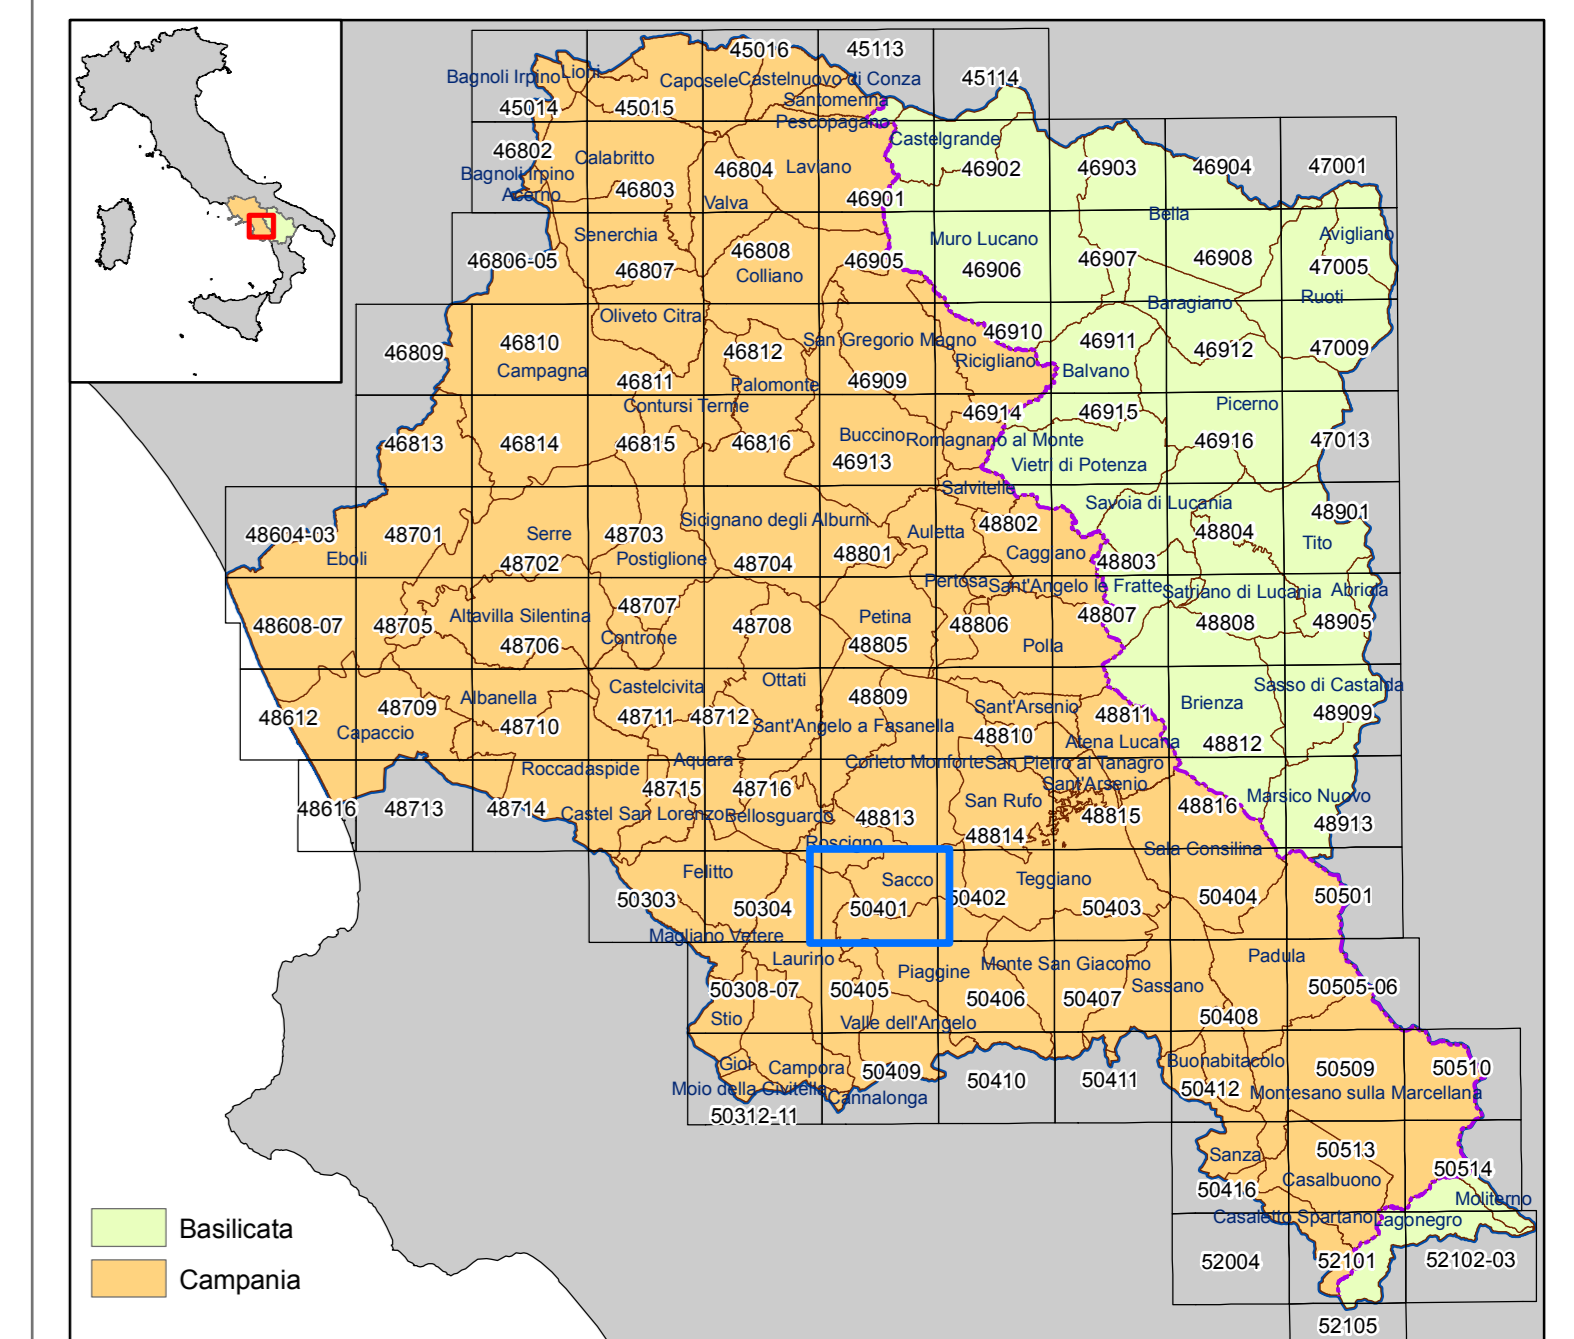 45016
45113
Bagnoli Irpino
Lioni
Caposele
Castelnuovo di Conza
45114
45014
45015
Santomenna
Pescopagano
Castelgrande
46802
Calabritto
46804
Laviano
46902
46903
46904
47001
Bagnoli Irpino
Acerno
46803
Valva
46901
Bella
Senerchia
Muro Lucano
Avigliano
46806-05
46807
46808
Colliano
46905
46906
46907
46908
47005
Oliveto Citra
Baragiano
Ruoti
46809
46810
46812
San Gregorio Magno
46910
46911
46912
47009
Campagna
46811
Palomonte
46909
Ricigliano
Balvano
Contursi Terme
46914
46915
Picerno
46813
46814
46815
46816
Buccino
Romagnano al Monte
46916
47013
46913
Vietri di Potenza
Salvitelle
Savoia di Lucania
48604-03
48701
Serre
48703
Sicignano degli Alburni
Auletta
48802
48804
48901
Eboli
48702
Postiglione
48704
48801
Caggiano
48803
Tito
Pertosa
Sant'Angelo le Fratte
Satriano di Lucania
Abriola
48608-07
48705
Altavilla Silentina
48707
48708
Petina
48806
48807
48808
48905
48706
Controne
48805
Polla
Albanella
Castelcivita
Ottati
48809
Sant'Arsenio
Brienza
Sasso di Castalda
48612
48709
48710
48711
48712
Sant'Angelo a Fasanella
48810
48811
48812
48909
Capaccio
Atena Lucana
Roccadaspide
Aquara
Corleto Monforte
San Pietro al Tanagro
48715
48716
San Rufo
Sant'Arsenio
48816
Marsico Nuovo
48616
48713
48714
Castel San Lorenzo
Bellosguardo
48813
48814
48815
48913
Roscigno
Sala Consilina
Felitto
Sacco
Teggiano
50303
50304
50401
50402
50403
50404
50501
Magliano Vetere
Laurino
Piaggine
Monte San Giacomo
Padula
50308-07
50405
50406
50407
Sassano
50505-06
Stio
Valle dell'Angelo
50408
Gioi
Campora
50409
50410
50411
Buonabitacolo
50509
50510
Moio della Civitella
Cannalonga
50412
Montesano sulla Marcellana
50312-11
Sanza
50513
50514
50416
Casalbuono
Moliterno
Casaletto Spartano
Lagonegro
52004
52101
52102-03
52105
Basilicata
Campania